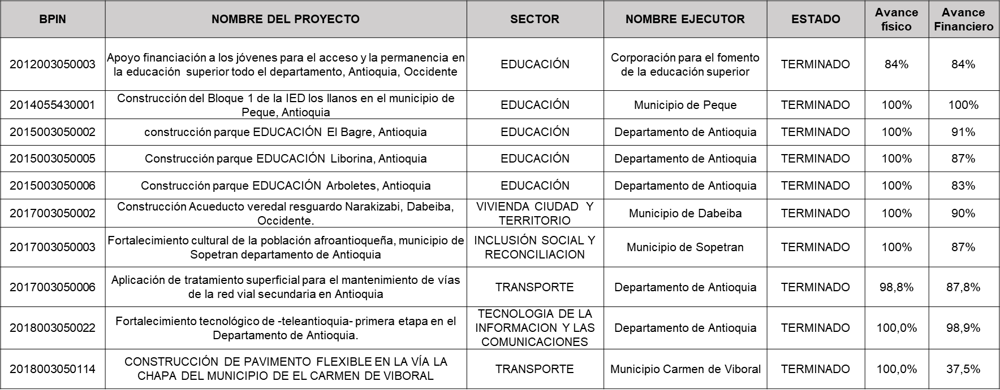 BPIN NOMBRE DEL PROYECTO SECTOR NOMBRE EJECUTOR ESTADO Avance físico Avance Financiero
2012003050003 Apoyo financiación a los jóvenes para el acceso y la permanencia en la educación superior todo el departamento, Antioquia, Occidente EDUCACIÓN Corporación para el fomento de la educación superior TERMINADO 84% 84%
2014055430001 Construcción del Bloque 1 de la IED los llanos en el municipio de Peque, Antioquia EDUCACIÓN Municipio de Peque TERMINADO 100% 100%
2015003050002 construcción parque EDUCACIÓN El Bagre, Antioquia EDUCACIÓN Departamento de Antioquia TERMINADO 100% 91%
2015003050005 Construcción parque EDUCACIÓN Liborina, Antioquia EDUCACIÓN Departamento de Antioquia TERMINADO 100% 87%
2015003050006 Construcción parque EDUCACIÓN Arboletes, Antioquia EDUCACIÓN Departamento de Antioquia TERMINADO 100% 83%
2017003050002 Construcción Acueducto veredal resguardo Narakizabi, Dabeiba, Occidente. VIVIENDA CIUDAD Y TERRITORIO Municipio de Dabeiba TERMINADO 100% 90%
2017003050003 Fortalecimiento cultural de la población afroantioqueña, municipio de Sopetran departamento de Antioquia INCLUSIÓN SOCIAL Y RECONCILIACION Municipio de Sopetran TERMINADO 100% 87%
2017003050006 Aplicación de tratamiento superficial para el mantenimiento de vías de la red vial secundaria en Antioquia TRANSPORTE Departamento de Antioquia TERMINADO 98,8% 87,8%
2018003050022 Fortalecimiento tecnológico de -teleantioquia- primera etapa en el Departamento de Antioquia. TECNOLOGIA DE LA INFORMACION Y LAS COMUNICACIONES Departamento de Antioquia TERMINADO 100,0% 98,9%
2018003050114 CONSTRUCCIÓN DE PAVIMENTO FLEXIBLE EN LA VÍA LA CHAPA DEL MUNICIPIO DE EL CARMEN DE VIBORAL TRANSPORTE Municipio Carmen de Viboral TERMINADO 100,0% 37,5%